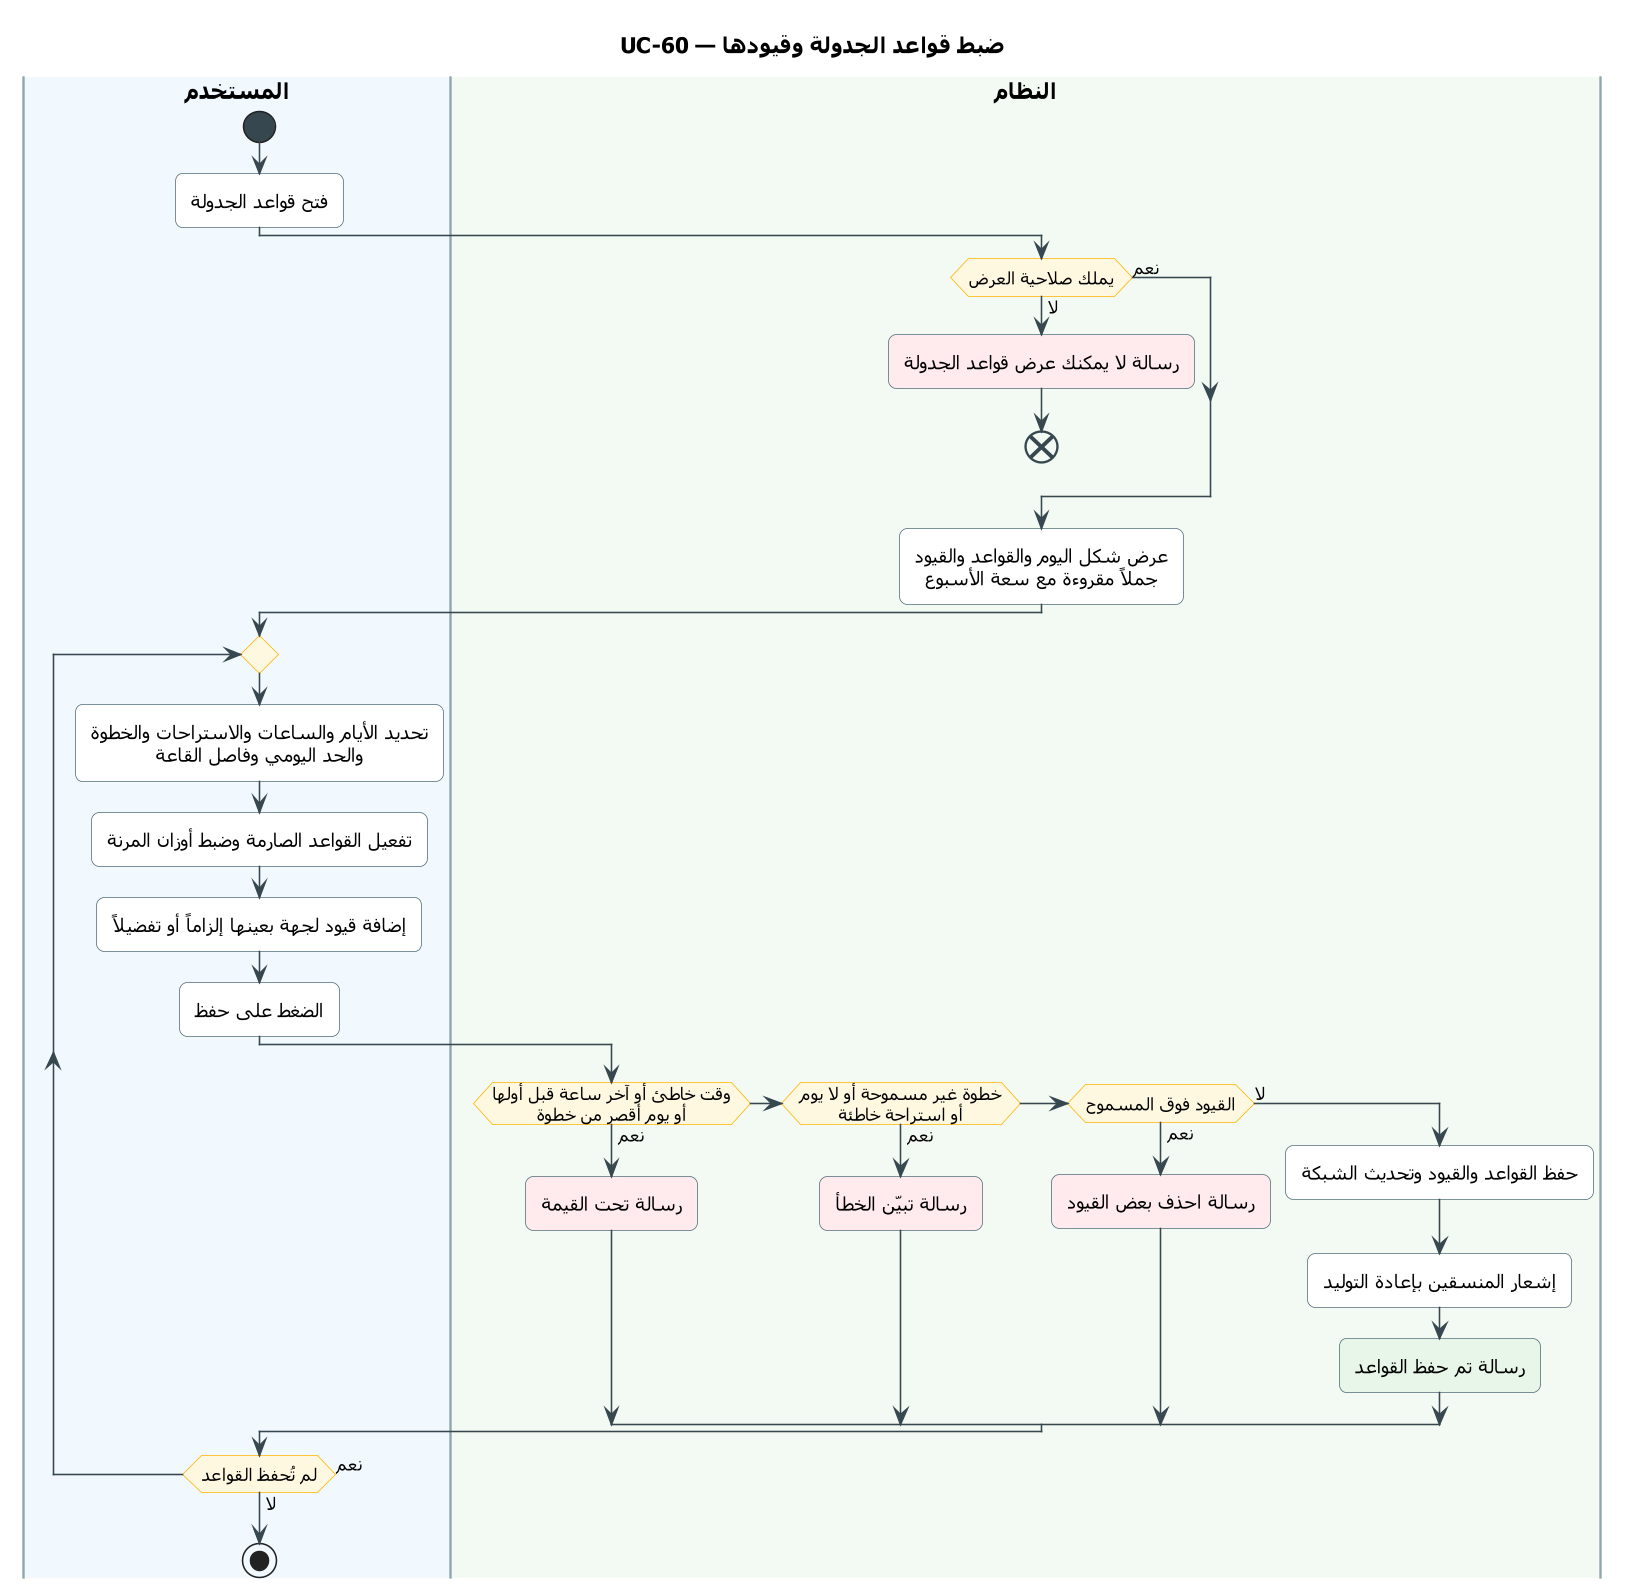 ضبط قواعد الجدولة وقيودها — UC-60
المستخدم
النظام
فتح قواعد الجدولة
يملك صلاحية العرض
نعم
لا
رسالة لا يمكنك عرض قواعد الجدولة
عرض شكل اليوم والقواعد والقيود
جملاً مقروءة مع سعة الأسبوع
تحديد الأيام والساعات والاستراحات والخطوة
والحد اليومي وفاصل القاعة
تفعيل القواعد الصارمة وضبط أوزان المرنة
إضافة قيود لجهة بعينها إلزاماً أو تفضيلاً
الضغط على حفظ
وقت خاطئ أو آخر ساعة قبل أولها
أو يوم أقصر من خطوة
نعم
خطوة غير مسموحة أو لا يوم
أو استراحة خاطئة
نعم
القيود فوق المسموح
لا
نعم
رسالة تحت القيمة
رسالة تبيّن الخطأ
رسالة احذف بعض القيود
حفظ القواعد والقيود وتحديث الشبكة
إشعار المنسقين بإعادة التوليد
رسالة تم حفظ القواعد
لم تُحفظ القواعد
نعم
لا